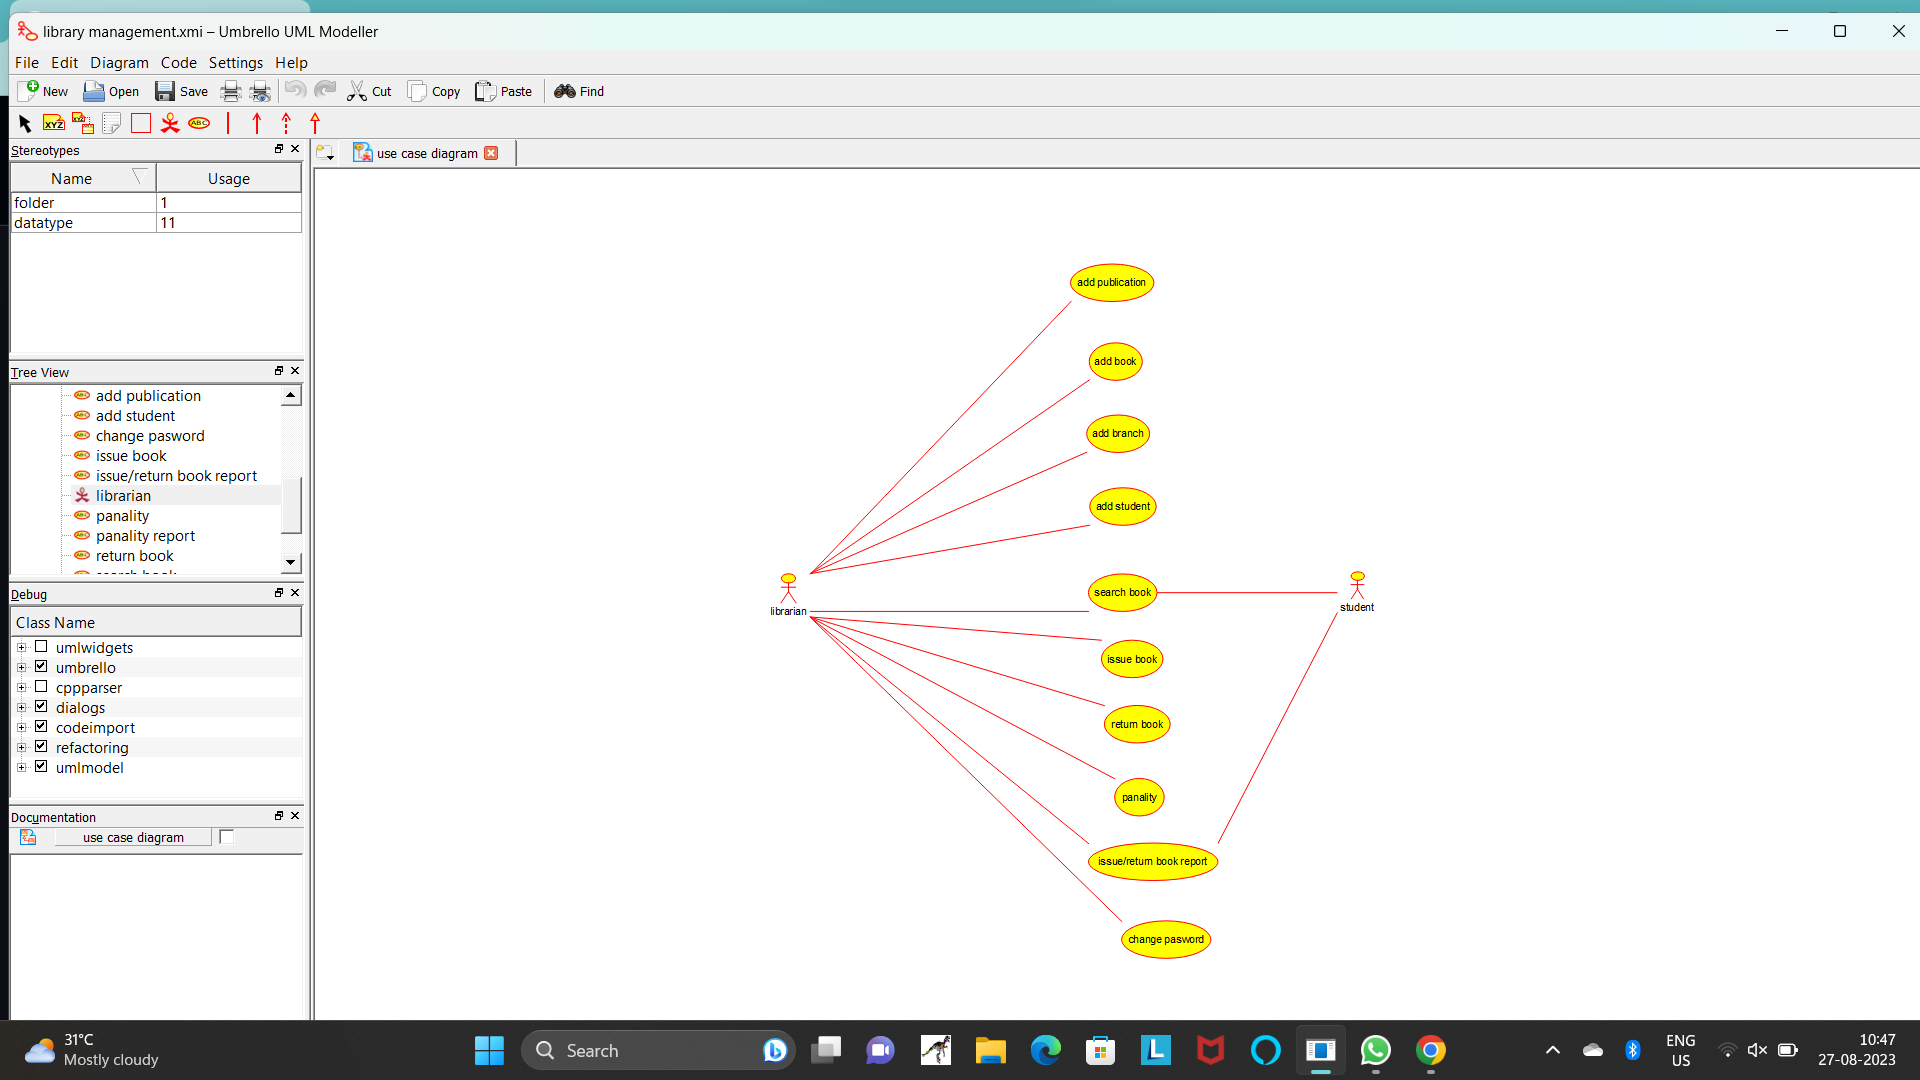 library management.xmi – Umbrello UML Modeller
File Edit Diagram Code Settings Help
New Open Save Cut Copy Paste Find
XYZ XYZ ABC
Stereotypes
use case diagram
Name Usage
folder 1
datatype 11
Tree View
add publication
add student
change pasword
issue book
issue/return book report
librarian
panality
panality report
return book
search book
Debug
Class Name
umlwidgets
umbrello
cppparser
dialogs
codeimport
refactoring
umlmodel
Documentation
use case diagram
add publication
add book
add branch
add student
search book
librarian
student
issue book
return book
panality
issue/return book report
change pasword
31°C
Mostly cloudy
Search
L
ENG
US
10:47
27-08-2023